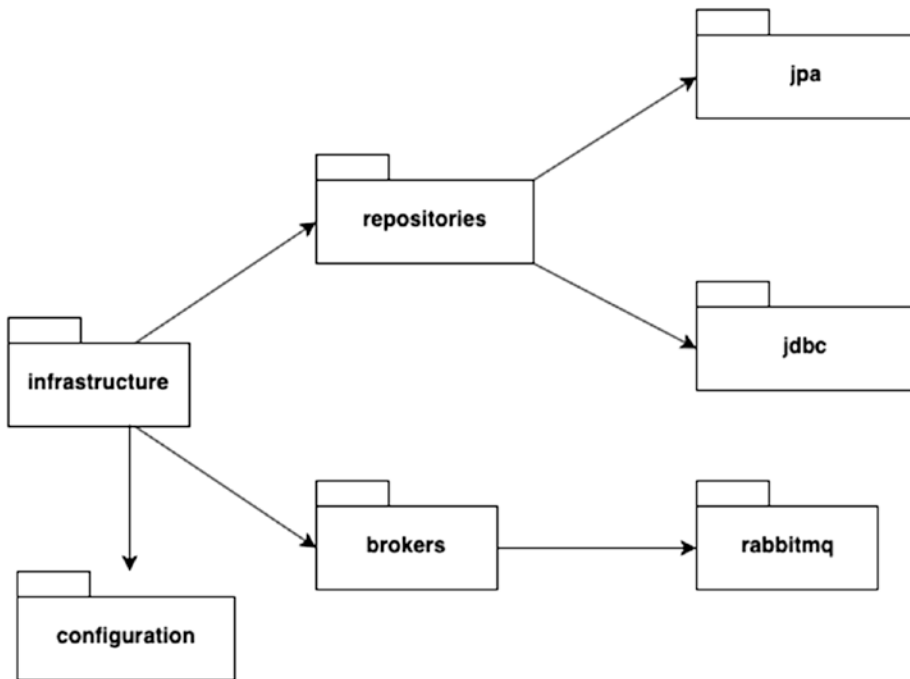 jpa
repositories
jdbc
infrastructure
brokers
rabbitmq
configuration